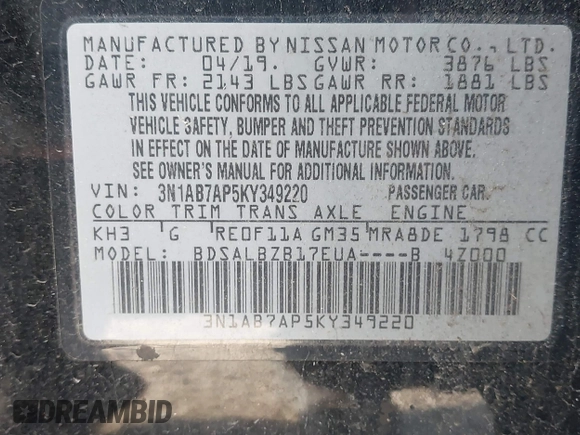 MANUFACTURED BY NISSAN MOTOR CO., LTD.
DATE: 04/19. GVWR: 3876 LBS
GAWR FR: 2143 LBS GAWR RR: 1881 LBS
THIS VEHICLE CONFORMS TO ALL APPLICABLE FEDERAL MOTOR
VEHICLE SAFETY, BUMPER AND THEFT PREVENTION STANDARDS
IN EFFECT ON THE DATE OF MANUFACTURE SHOWN ABOVE.
SEE OWNER'S MANUAL FOR ADDITIONAL INFORMATION.
VIN: 3N1AB7AP5KY349220 PASSENGER CAR
COLOR TRIM TRANS AXLE ENGINE
KH3 G RE0F11A GM35 MRA8DE 1798 CC
MODEL: BDSALBZB17EUA----B 4Z000
3N1AB7AP5KY349220
DREAMBID